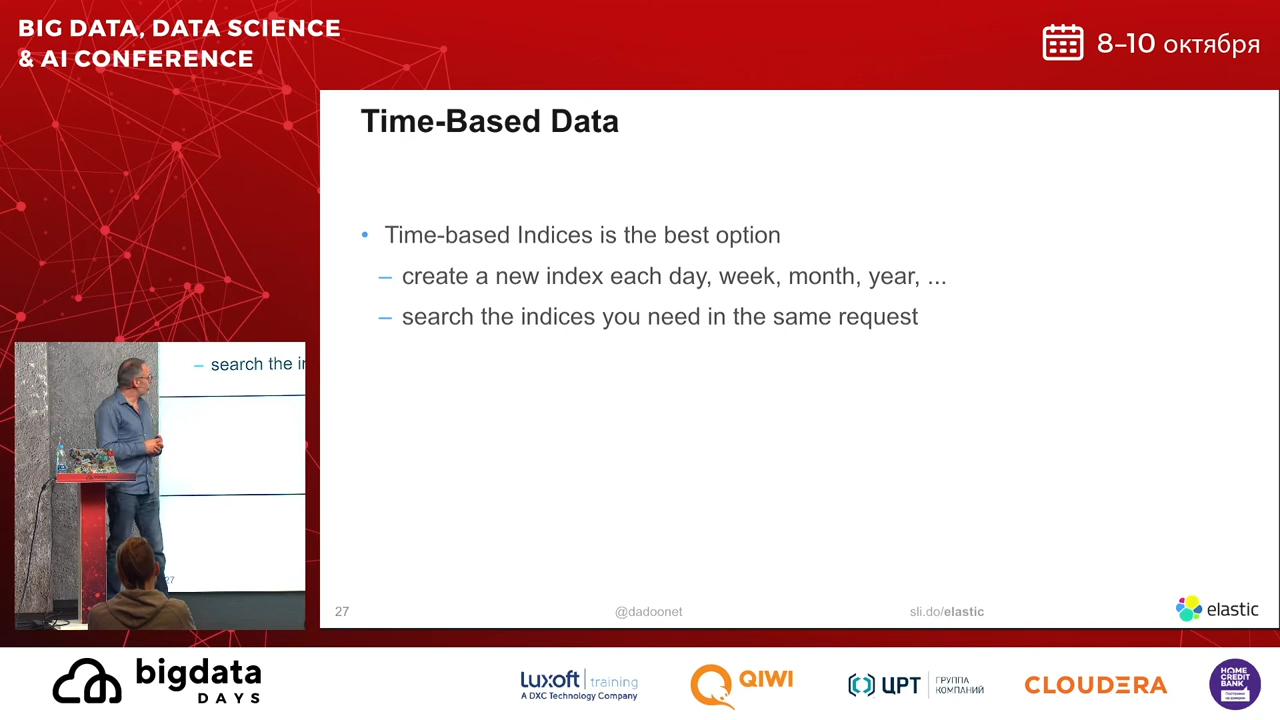 BIG DATA, DATA SCIENCE
& AI CONFERENCE
8–10 октября
Time-Based Data
• Time-based Indices is the best option
– create a new index each day, week, month, year, ...
– search the indices you need in the same request
– search the i
27
27
@dadoonet
sli.do/elastic
elastic
bigdata
DAYS
Luxoft training
A DXC Technology Company
QIWI
ЦРТ
ГРУППА
КОМПАНИЙ
CLOUDERA
HOME
CREDIT
BANK